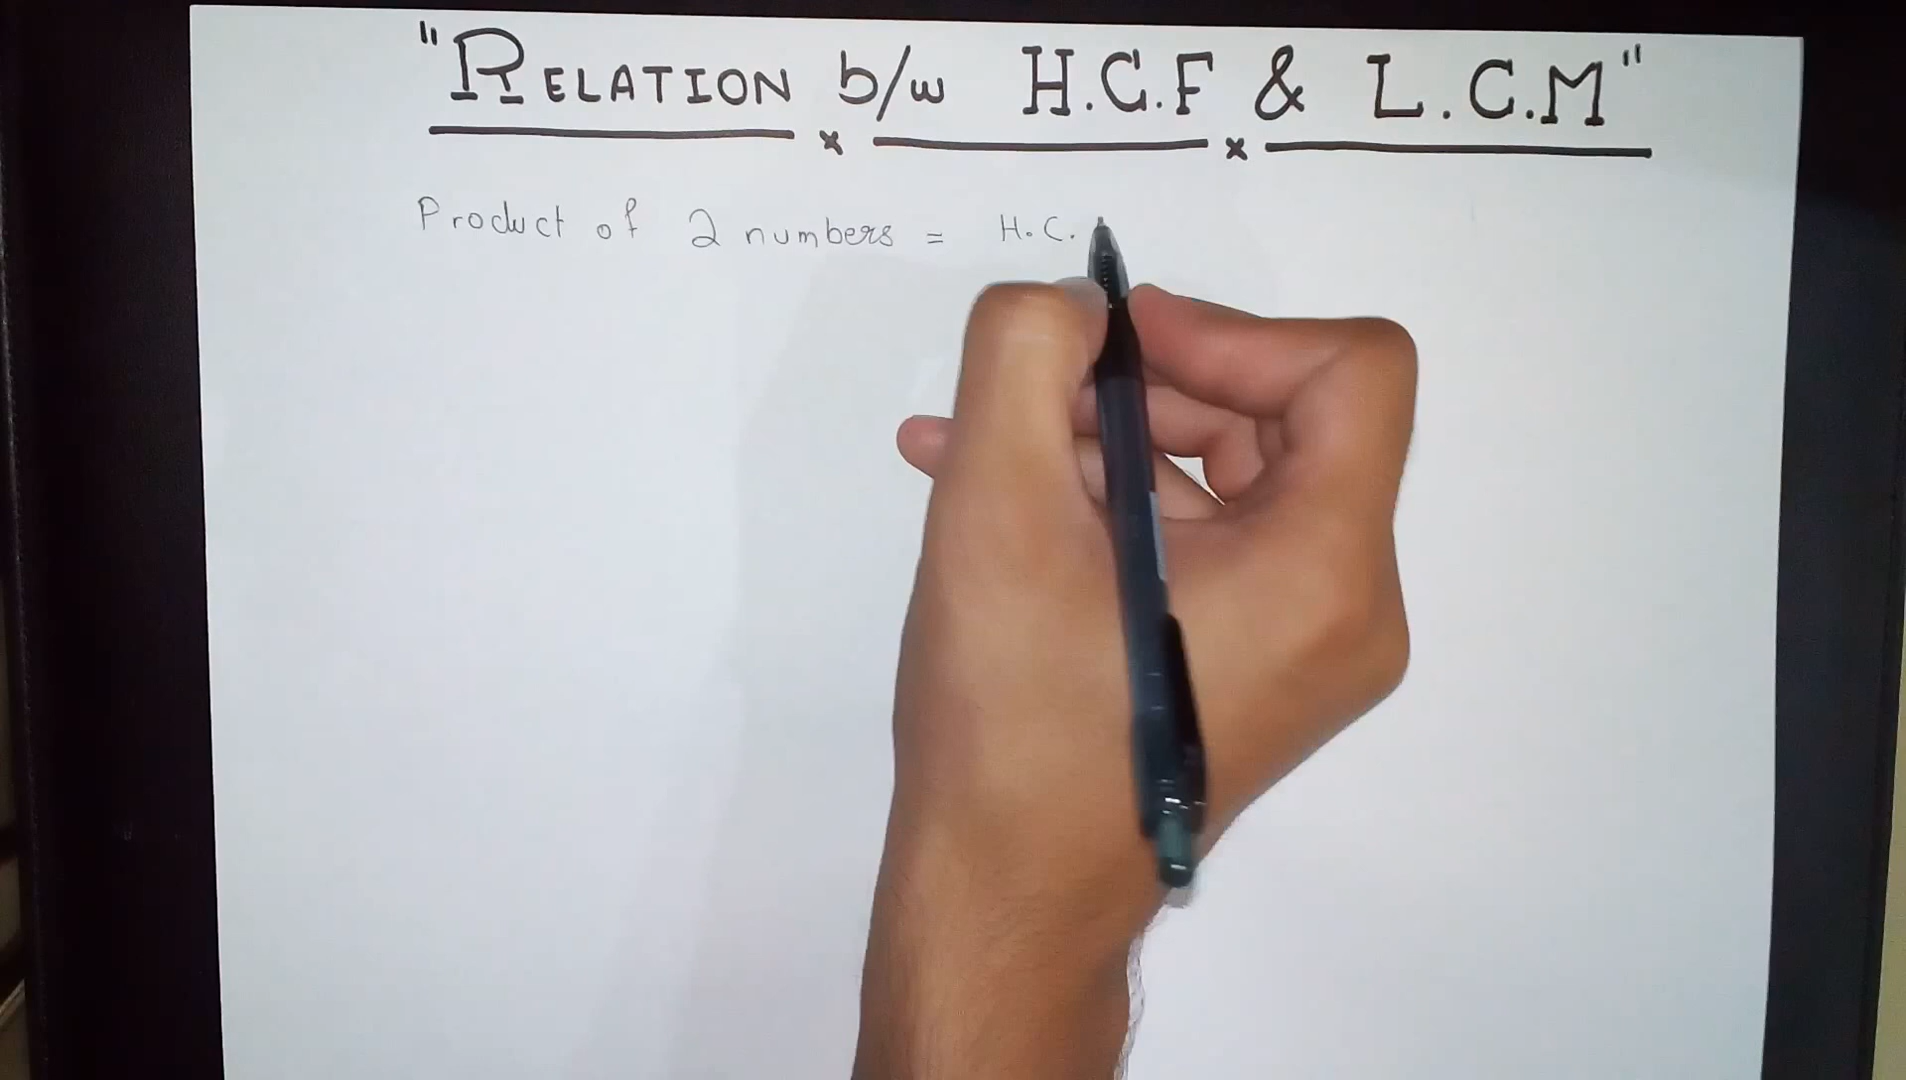 "RELATION b/w H.C.F & L.C.M"
Product of 2 numbers = H.C.